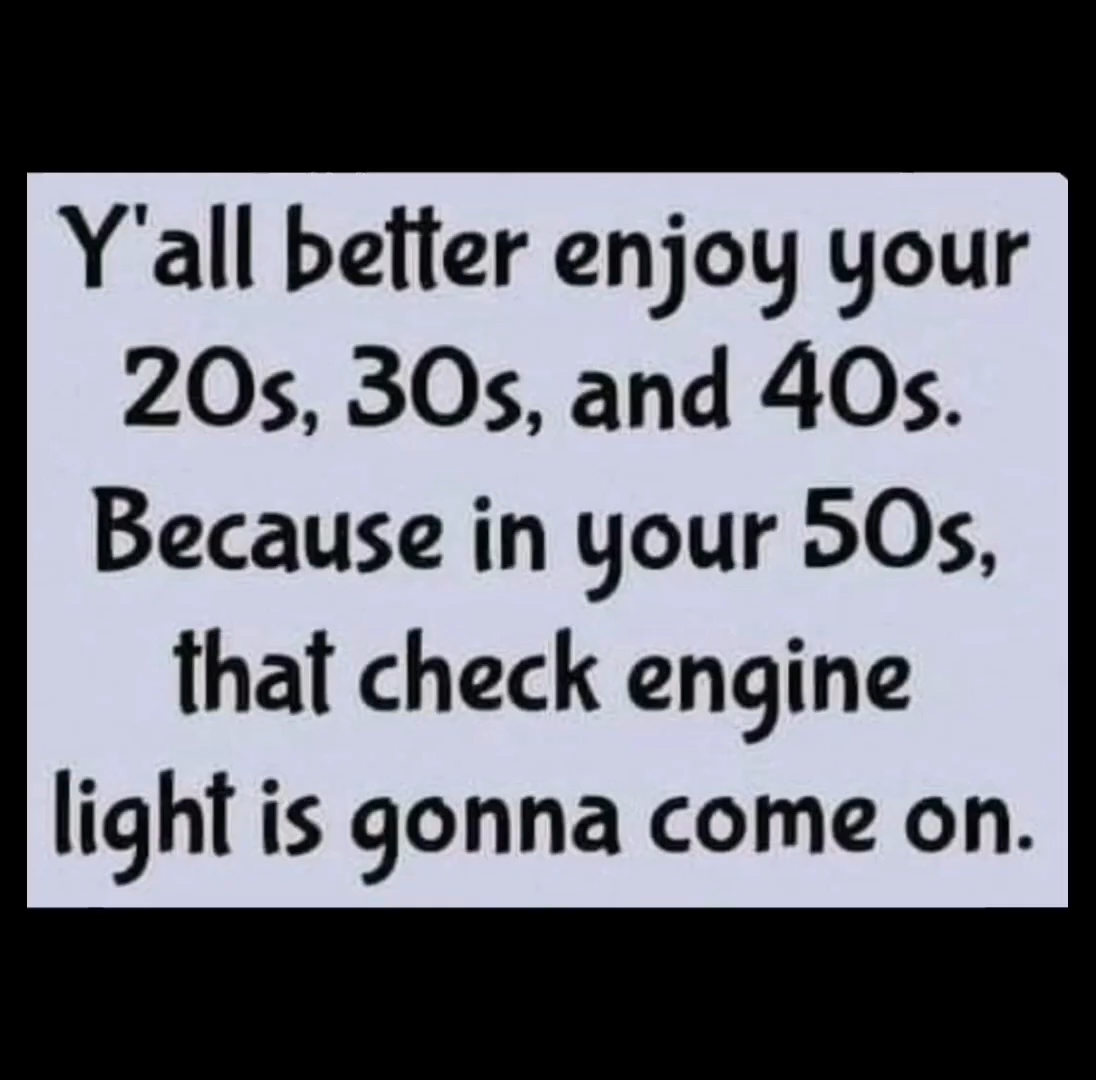 Y'all better enjoy your
20s, 30s, and 40s.
Because in your 50s,
that check engine
light is gonna come on.